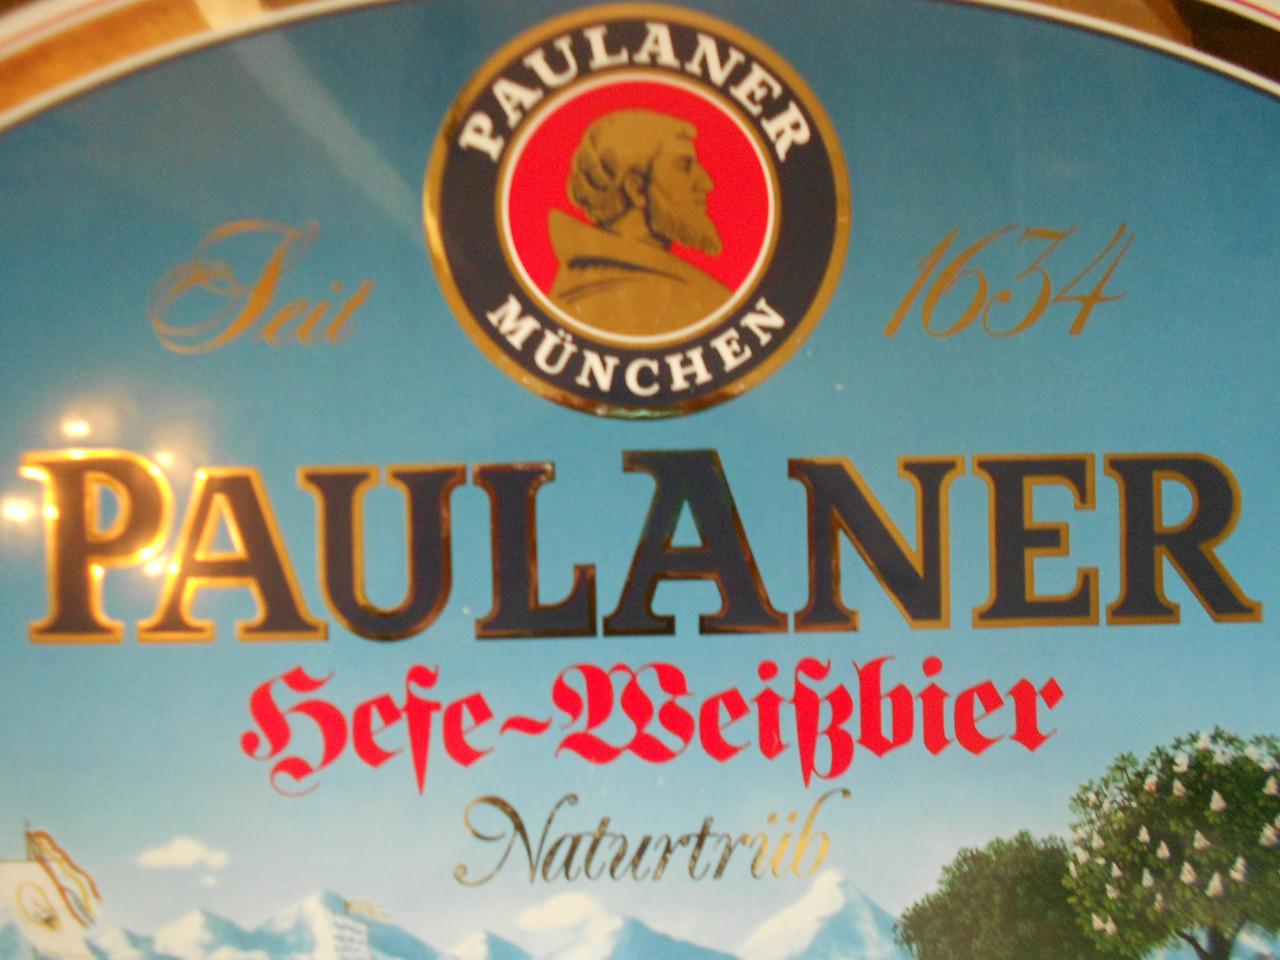 PAULANER
MÜNCHEN
Seit 1634
PAULANER
Hefe-Weißbier
Naturtrüb